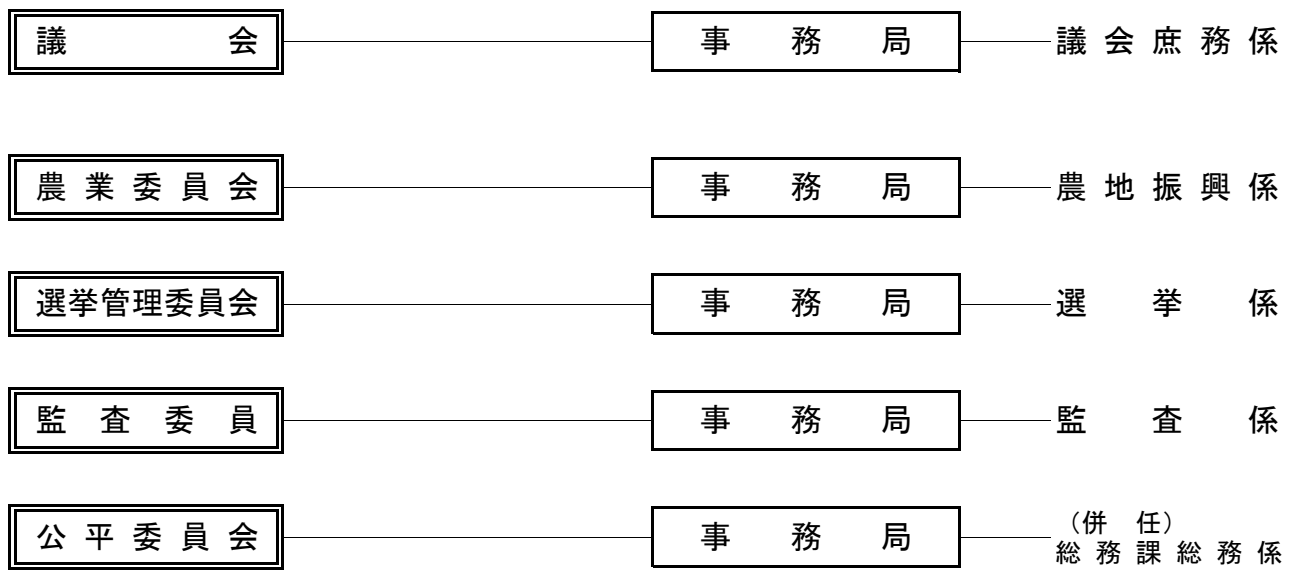 議会 事務局 議会庶務係
農業委員会 事務局 農地振興係
選挙管理委員会 事務局 選挙係
監査委員 事務局 監査係
公平委員会 事務局 （併任）
総務課総務係